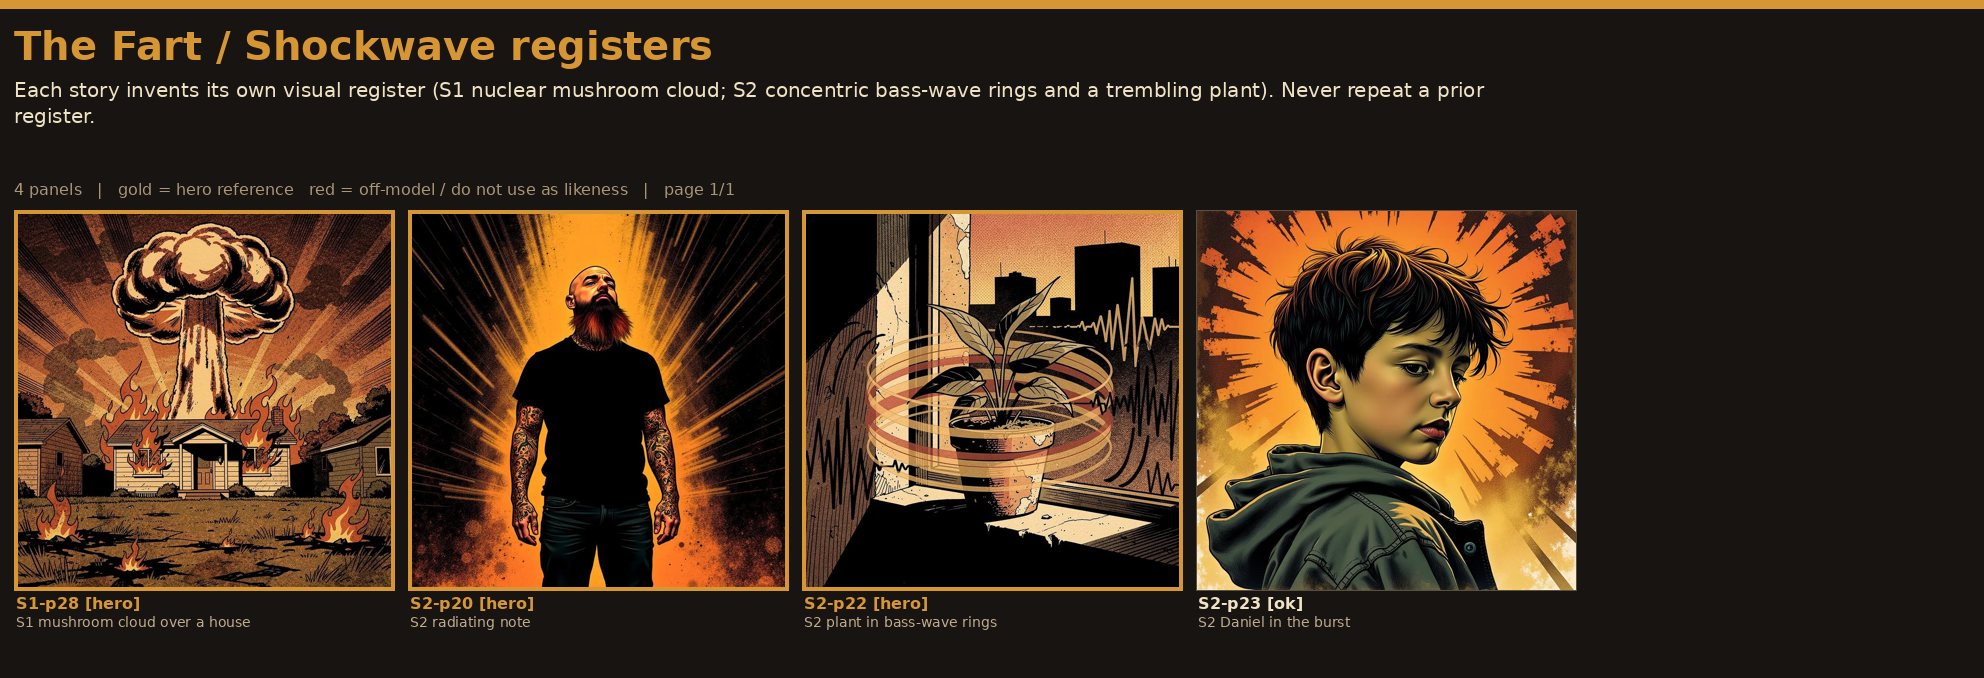 The Fart / Shockwave registers
Each story invents its own visual register (S1 nuclear mushroom cloud; S2 concentric bass-wave rings and a trembling plant). Never repeat a prior
register.
4 panels | gold = hero reference red = off-model / do not use as likeness | page 1/1
S1-p28 [hero]
S1 mushroom cloud over a house
S2-p20 [hero]
S2 radiating note
S2-p22 [hero]
S2 plant in bass-wave rings
S2-p23 [ok]
S2 Daniel in the burst